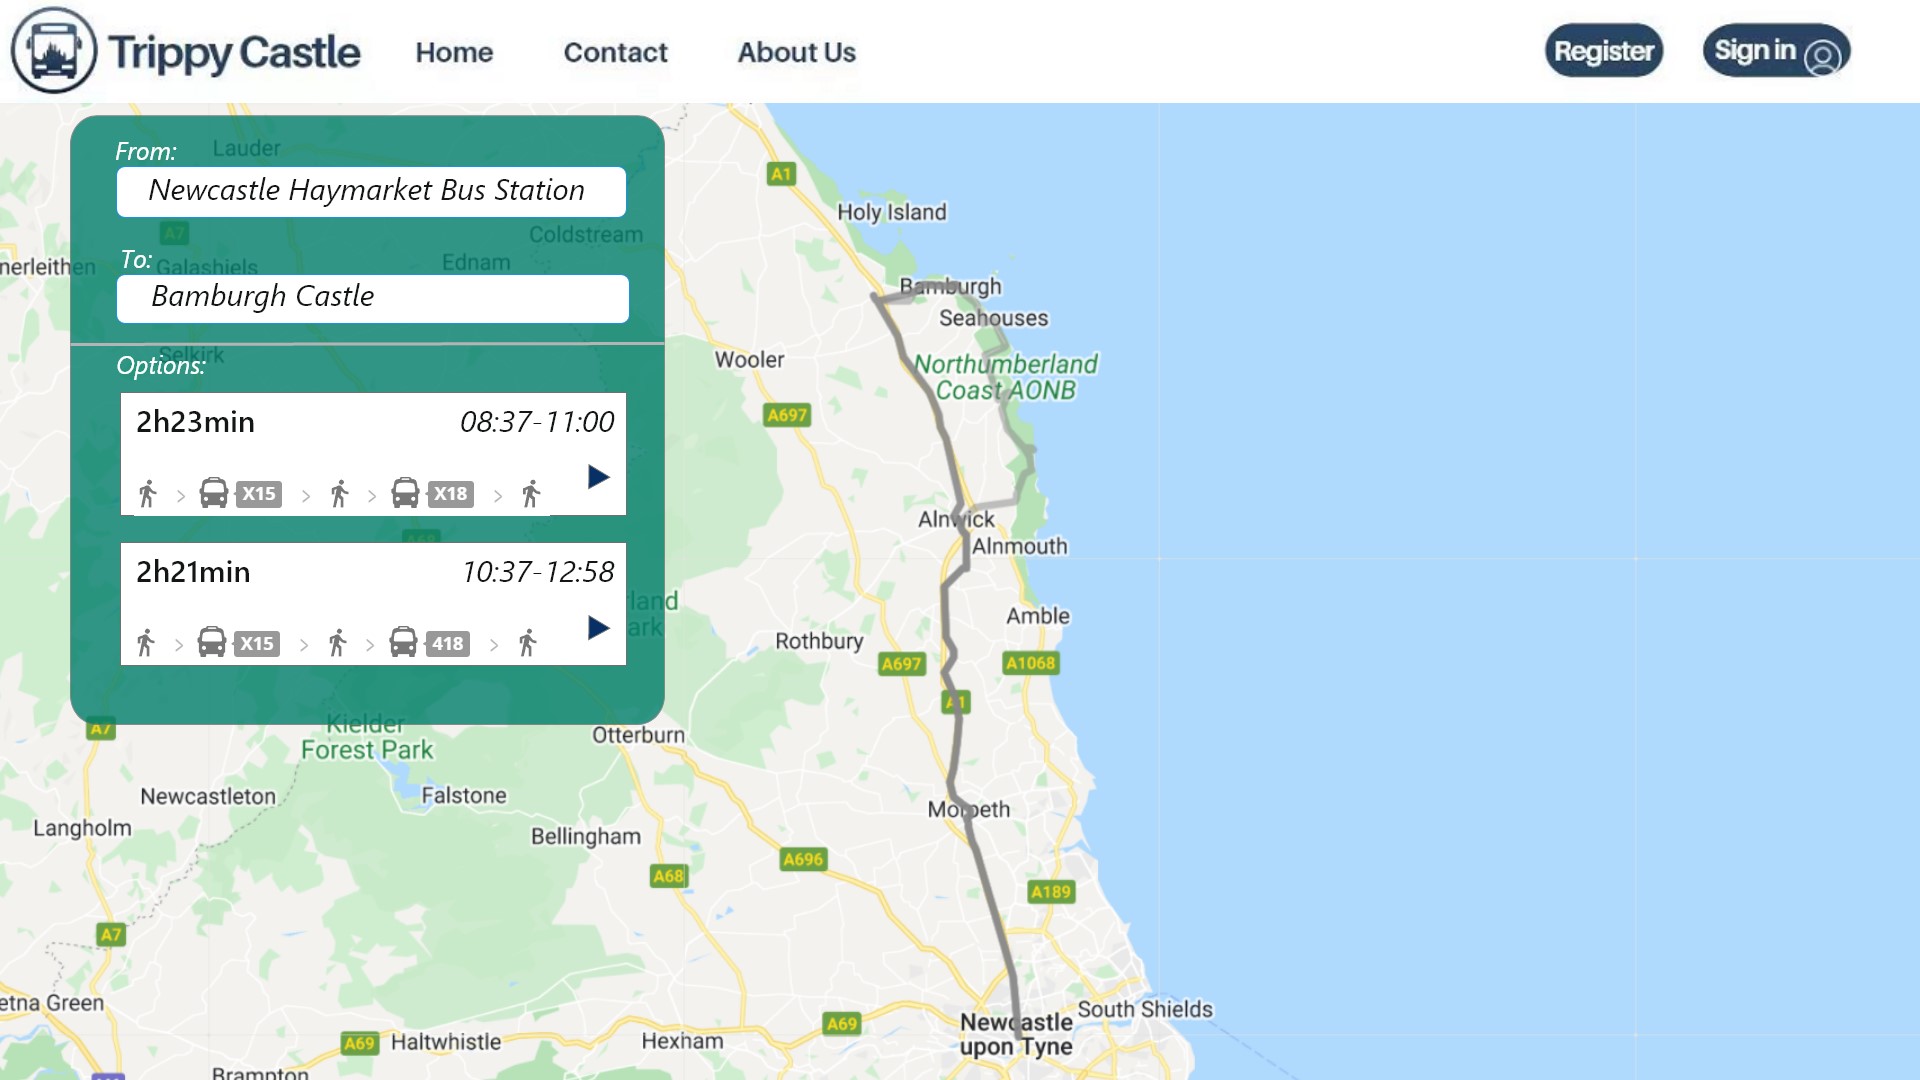 Trippy Castle
Home
Contact
About Us
Register
Sign in
From:
Newcastle Haymarket Bus Station
To:
Bamburgh Castle
Options:
2h23min
08:37-11:00
X15
X18
2h21min
10:37-12:58
X15
418
Lauder
A7
Coldstream
Galashiels
Ednam
nerleithen
Selkirk
A68
A1
Holy Island
Bamburgh
Seahouses
Wooler
Northumberland
Coast AONB
A697
Alnwick
Alnmouth
rland
ark
Amble
Rothbury
A697
A1068
A1
A7
Kielder
Forest Park
Otterburn
Newcastleton
Falstone
Morpeth
Langholm
Bellingham
A696
A68
A189
A7
etna Green
South Shields
Newcastle
upon Tyne
A69
A69
Haltwhistle
Hexham
Brampton